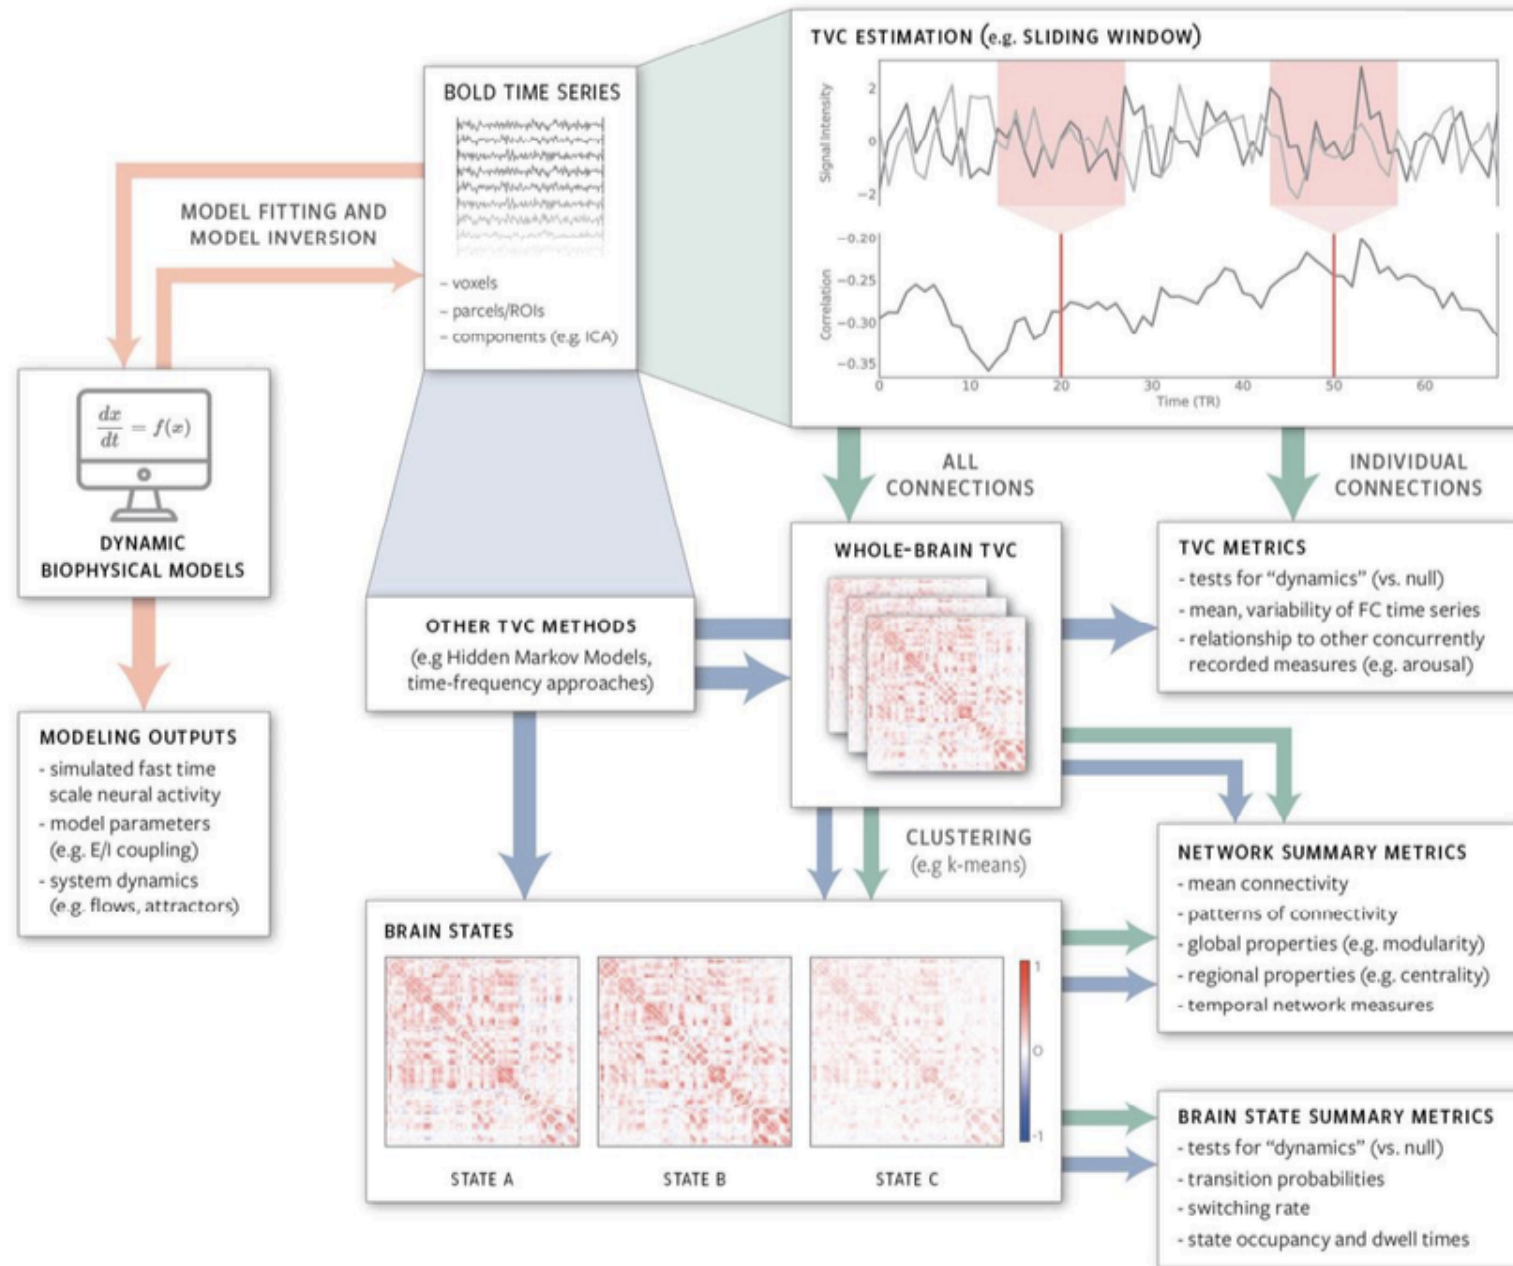 TVC ESTIMATION (e.g. SLIDING WINDOW)
Signal Intensity
2
0
−2
Correlation
−0.20
−0.25
−0.30
−0.35
0
10
20
30
40
50
60
Time (TR)
BOLD TIME SERIES
– voxels
– parcels/ROIs
– components (e.g. ICA)
MODEL FITTING AND
MODEL INVERSION
dx
dt
= f(x)
DYNAMIC
BIOPHYSICAL MODELS
MODELING OUTPUTS
- simulated fast time
scale neural activity
- model parameters
(e.g. E/I coupling)
- system dynamics
(e.g. flows, attractors)
OTHER TVC METHODS
(e.g Hidden Markov Models,
time-frequency approaches)
ALL
CONNECTIONS
INDIVIDUAL
CONNECTIONS
WHOLE-BRAIN TVC
TVC METRICS
- tests for “dynamics” (vs. null)
- mean, variability of FC time series
- relationship to other concurrently
recorded measures (e.g. arousal)
CLUSTERING
(e.g k-means)
NETWORK SUMMARY METRICS
- mean connectivity
- patterns of connectivity
- global properties (e.g. modularity)
- regional properties (e.g. centrality)
- temporal network measures
BRAIN STATES
1
0
-1
STATE A
STATE B
STATE C
BRAIN STATE SUMMARY METRICS
- tests for “dynamics” (vs. null)
- transition probabilities
- switching rate
- state occupancy and dwell times